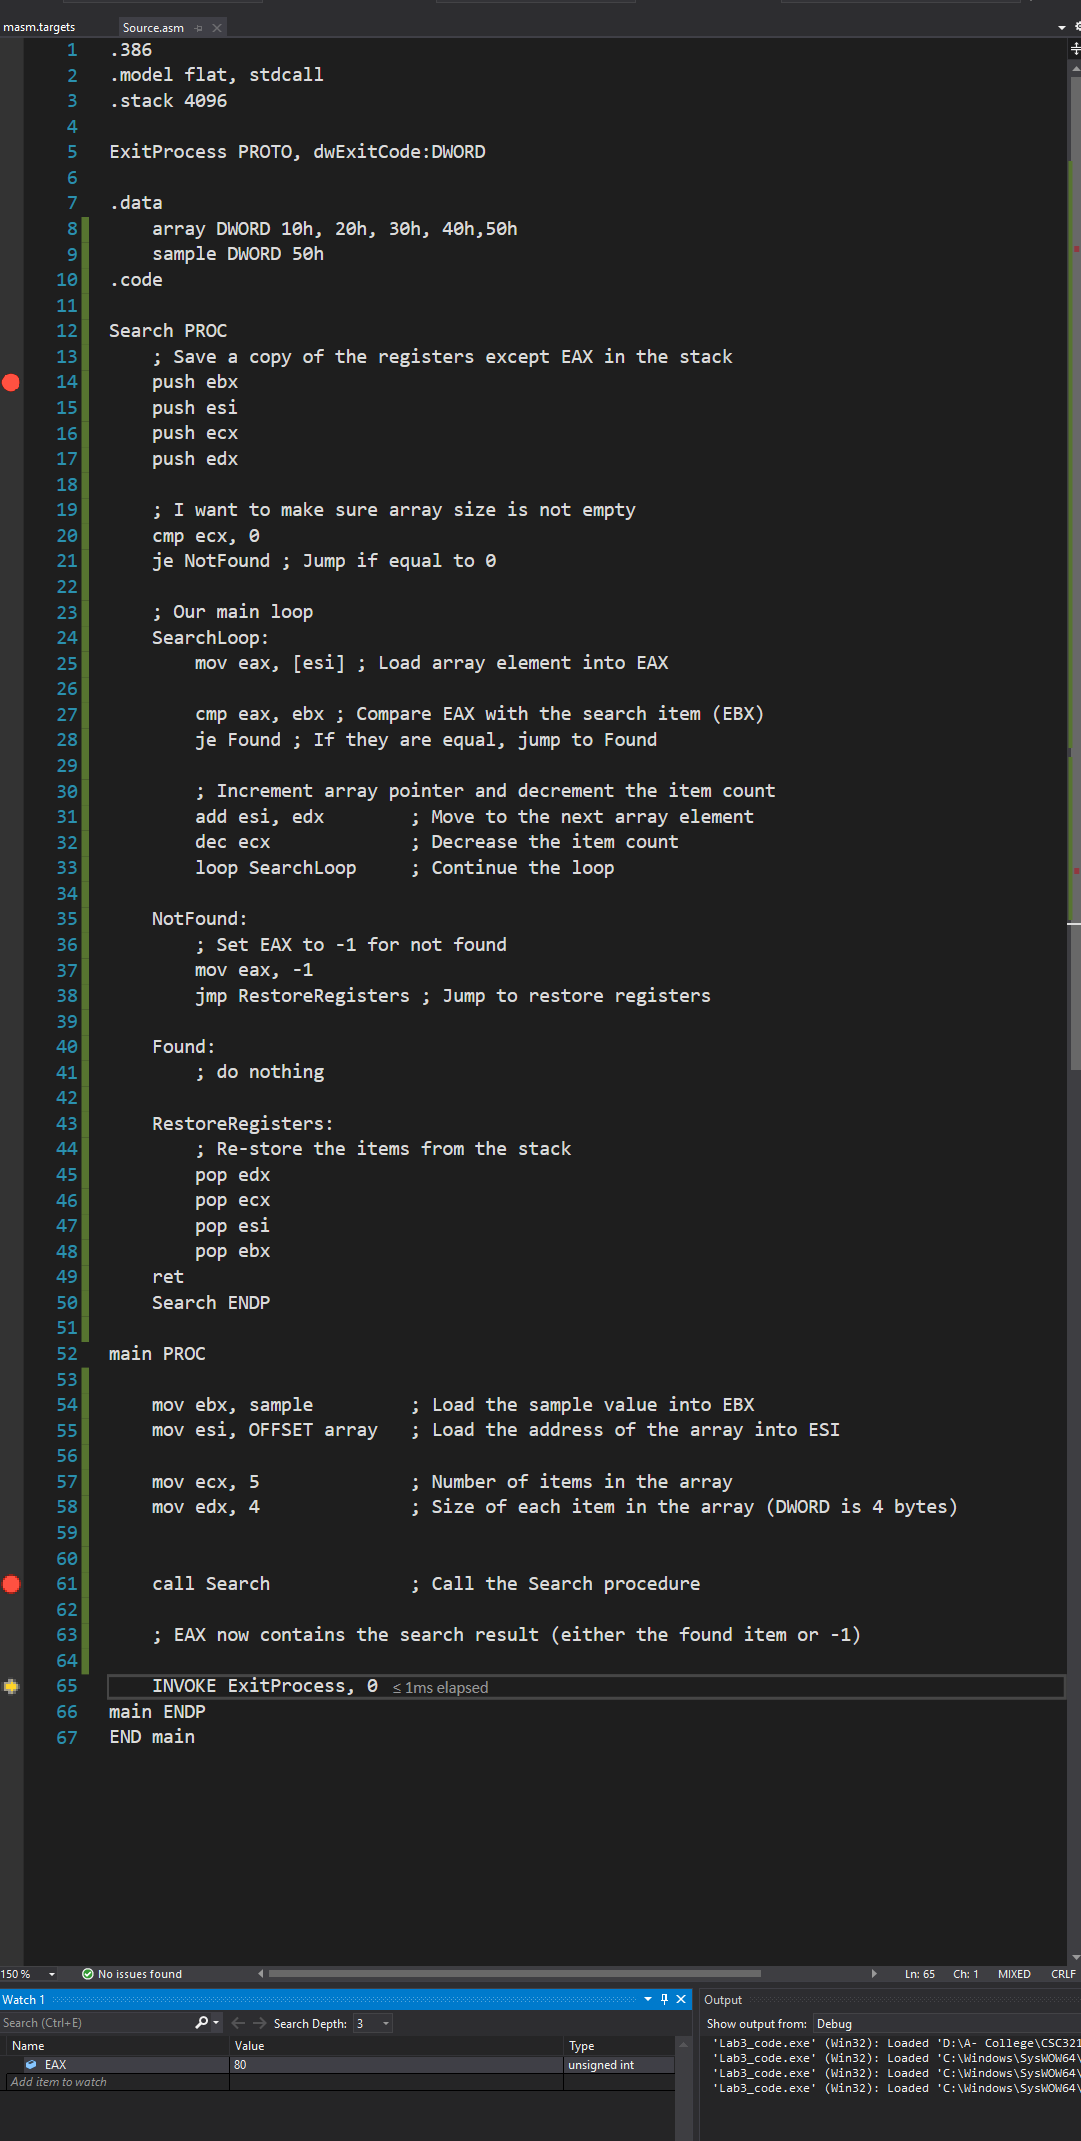 masm.targets
Source.asm
1 .386
2 .model flat, stdcall
3 .stack 4096
4
5 ExitProcess PROTO, dwExitCode:DWORD
6
7 .data
8 array DWORD 10h, 20h, 30h, 40h,50h
9 sample DWORD 50h
10 .code
11
12 Search PROC
13 ; Save a copy of the registers except EAX in the stack
14 push ebx
15 push esi
16 push ecx
17 push edx
18
19 ; I want to make sure array size is not empty
20 cmp ecx, 0
21 je NotFound ; Jump if equal to 0
22
23 ; Our main loop
24 SearchLoop:
25 mov eax, [esi] ; Load array element into EAX
26
27 cmp eax, ebx ; Compare EAX with the search item (EBX)
28 je Found ; If they are equal, jump to Found
29
30 ; Increment array pointer and decrement the item count
31 add esi, edx ; Move to the next array element
32 dec ecx ; Decrease the item count
33 loop SearchLoop ; Continue the loop
34
35 NotFound:
36 ; Set EAX to -1 for not found
37 mov eax, -1
38 jmp RestoreRegisters ; Jump to restore registers
39
40 Found:
41 ; do nothing
42
43 RestoreRegisters:
44 ; Re-store the items from the stack
45 pop edx
46 pop ecx
47 pop esi
48 pop ebx
49 ret
50 Search ENDP
51
52 main PROC
53
54 mov ebx, sample ; Load the sample value into EBX
55 mov esi, OFFSET array ; Load the address of the array into ESI
56
57 mov ecx, 5 ; Number of items in the array
58 mov edx, 4 ; Size of each item in the array (DWORD is 4 bytes)
59
60
61 call Search ; Call the Search procedure
62
63 ; EAX now contains the search result (either the found item or -1)
64
65 INVOKE ExitProcess, 0 ≤ 1ms elapsed
66 main ENDP
67 END main
150 % No issues found Ln: 65 Ch: 1 MIXED CRLF
Watch 1
Search (Ctrl+E) Search Depth: 3
Name Value Type
EAX 80 unsigned int
Add item to watch
Output
Show output from: Debug
'Lab3_code.exe' (Win32): Loaded 'D:\A- College\CSC321
'Lab3_code.exe' (Win32): Loaded 'C:\Windows\SysWOW64\
'Lab3_code.exe' (Win32): Loaded 'C:\Windows\SysWOW64\
'Lab3_code.exe' (Win32): Loaded 'C:\Windows\SysWOW64\